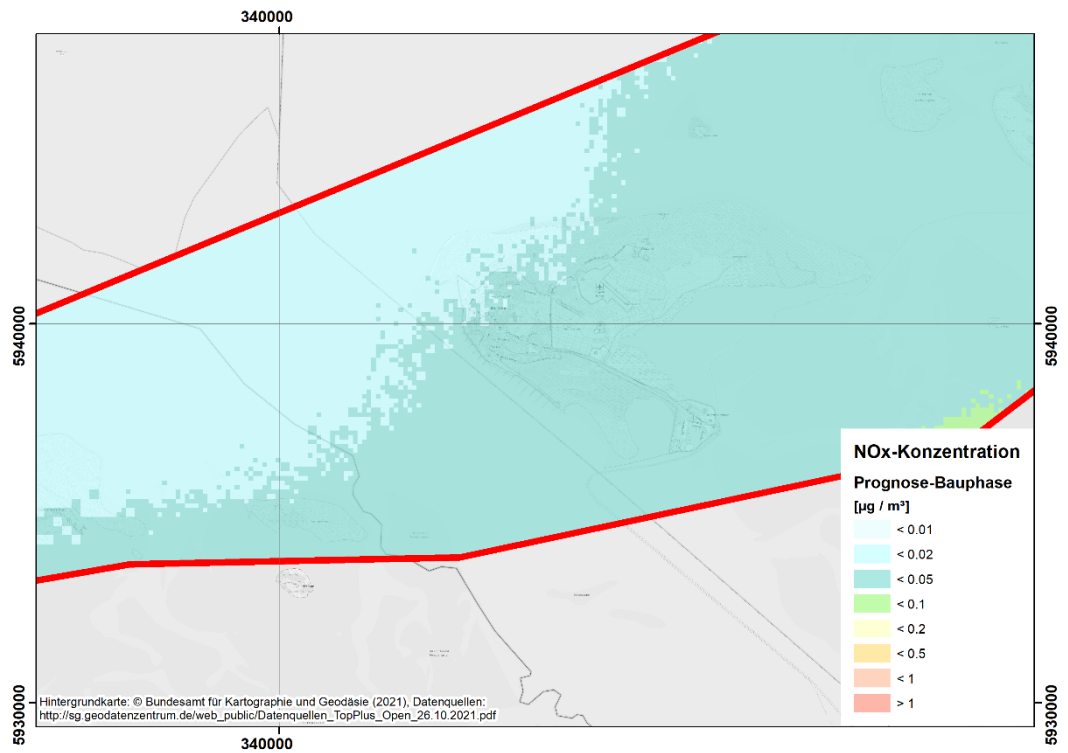 340000
5940000
5940000
NOx-Konzentration
Prognose-Bauphase
[µg / m³]
< 0.01
< 0.02
< 0.05
< 0.1
< 0.2
< 0.5
< 1
> 1
Hintergrundkarte: © Bundesamt für Kartographie und Geodäsie (2021), Datenquellen:
http://sg.geodatenzentrum.de/web_public/Datenquellen_TopPlus_Open_26.10.2021.pdf
5930000
5930000
340000